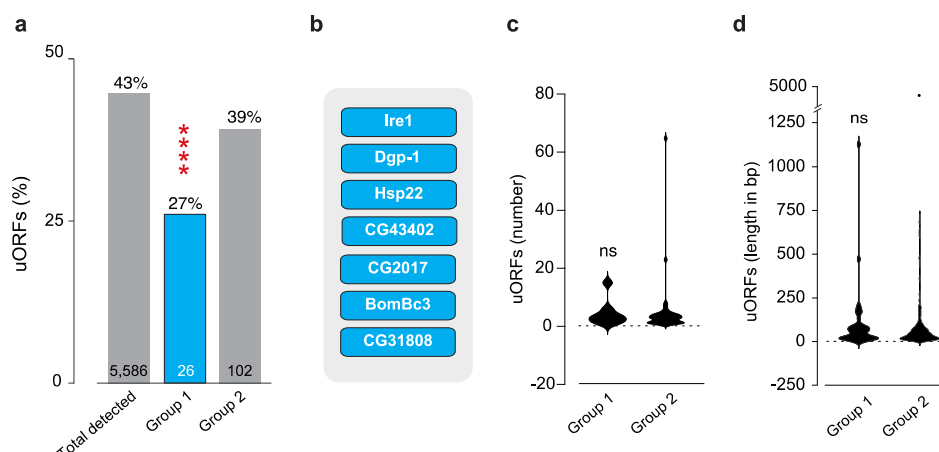 a
uORFs (%)
50
25
0
43%
****
27%
39%
5,586
26
102
Total detected
Group 1
Group 2
b
Ire1
Dgp-1
Hsp22
CG43402
CG2017
BomBc3
CG31808
c
uORFs (number)
80
60
40
20
0
-20
ns
Group 1
Group 2
d
uORFs (length in bp)
5000
1250
1000
750
500
250
0
-250
ns
Group 1
Group 2